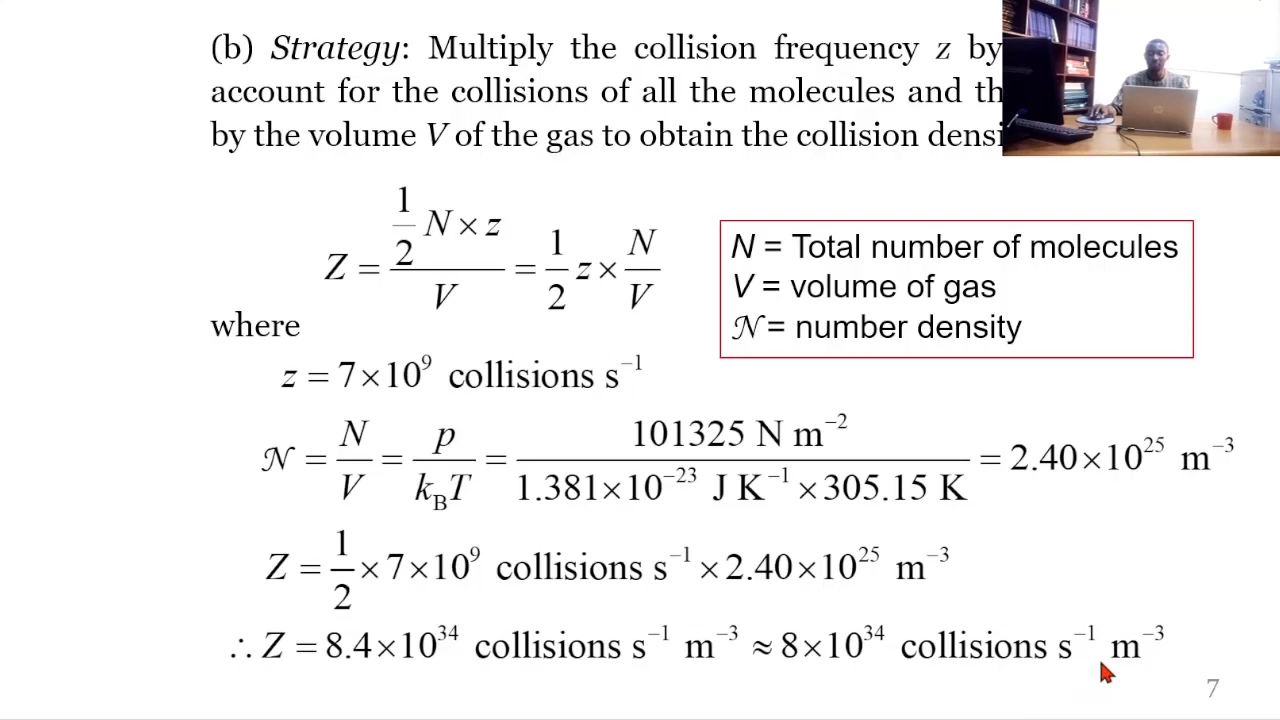 (b) Strategy: Multiply the collision frequency z by
account for the collisions of all the molecules and th
by the volume V of the gas to obtain the collision densi
Z = (1/2 N × z)/V = 1/2 z × N/V
N = Total number of molecules
V = volume of gas
𝒩 = number density
where
z = 7×10⁹ collisions s⁻¹
𝒩 = N/V = p/(k_B T) = (101325 N m⁻²)/(1.381×10⁻²³ J K⁻¹ × 305.15 K) = 2.40×10²⁵ m⁻³
Z = 1/2 × 7×10⁹ collisions s⁻¹ × 2.40×10²⁵ m⁻³
∴ Z = 8.4×10³⁴ collisions s⁻¹ m⁻³ ≈ 8×10³⁴ collisions s⁻¹ m⁻³
7